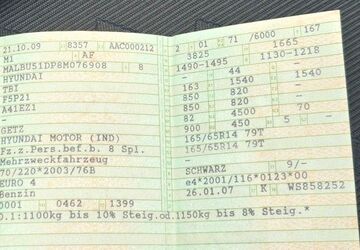 21.10.09 8357 AAC000212
M1 AF
MALBU51DP8M076908 8
HYUNDAI
TBI
F5P21
A41EZ1
-
GETZ
HYUNDAI MOTOR (IND)
Fz.z.Pers.bef.b. 8 Spl.
Mehrzweckfahrzeug
70/220*2003/76B
EURO 4
Benzin
0001 0462 1399
2 01 71 /6000 167
3825 1665
1490-1495 1130-1218
- 44 -
163 1540 1540
850 820 -
850 820 -
82 4500 70
900 450 5 -
165/65R14 79T
165/65R14 79T
-
SCHWARZ 9/-
e4*2001/116*0123*00
26.01.07 K WS858252
O.1:1100kg bis 10% Steig.od.1150kg bis 8% Steig.*